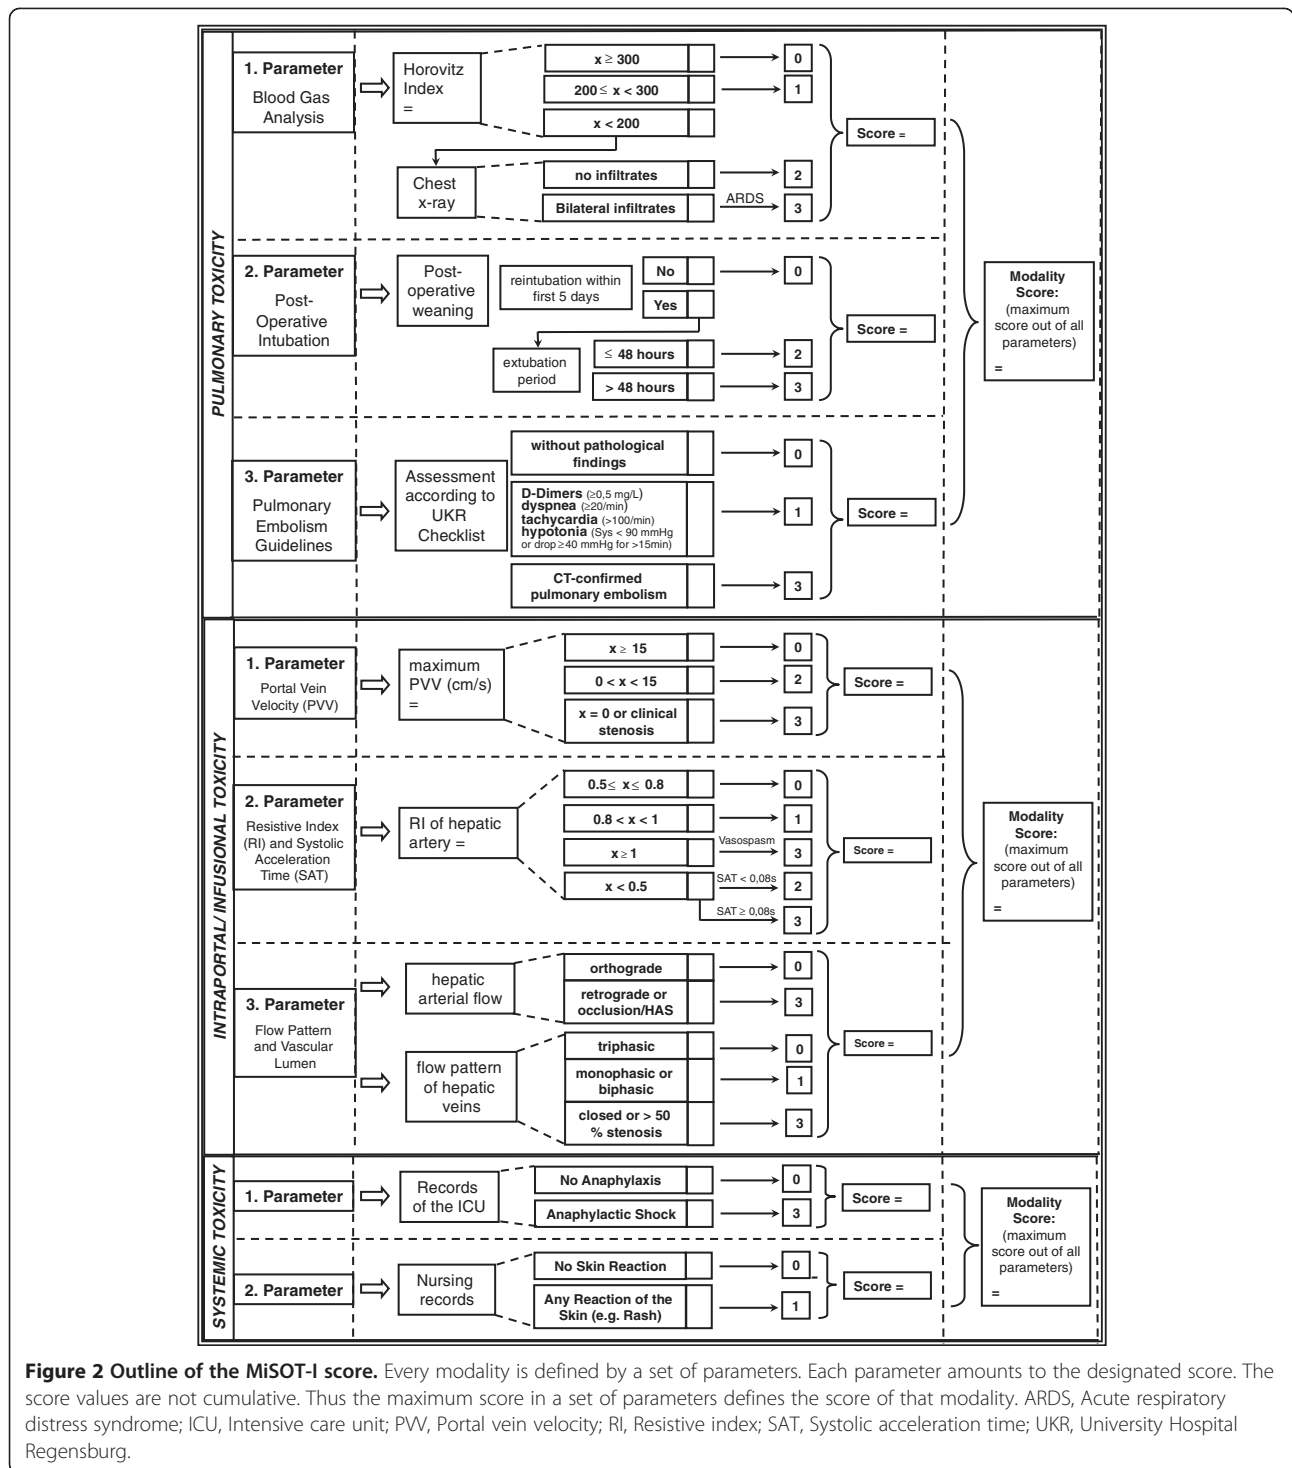 PULMONARY TOXICITY
1. Parameter
Blood Gas
Analysis
Horovitz
Index
=
x ≥ 300
0
200 ≤ x < 300
1
x < 200
Chest
x-ray
no infiltrates
2
Bilateral infiltrates
ARDS
3
Score =
2. Parameter
Post-
Operative
Intubation
Post-
operative
weaning
reintubation within
first 5 days
No
0
Yes
extubation
period
≤ 48 hours
2
> 48 hours
3
Score =
3. Parameter
Pulmonary
Embolism
Guidelines
Assessment
according to
UKR
Checklist
without pathological
findings
0
D-Dimers (≥0,5 mg/L)
dyspnea (≥20/min)
tachycardia (>100/min)
hypotonia (Sys < 90 mmHg
or drop ≥40 mmHg for >15min)
1
CT-confirmed
pulmonary embolism
3
Score =
Modality
Score:
(maximum
score out of all
parameters)
=
INTRAPORTAL/ INFUSIONAL TOXICITY
1. Parameter
Portal Vein
Velocity (PVV)
maximum
PVV (cm/s)
=
x ≥ 15
0
0 < x < 15
2
x = 0 or clinical
stenosis
3
Score =
2. Parameter
Resistive Index
(RI) and Systolic
Acceleration
Time (SAT)
RI of hepatic
artery =
0.5 ≤ x ≤ 0.8
0
0.8 < x < 1
1
x ≥ 1
Vasospasm
3
x < 0.5
SAT < 0,08s
2
SAT ≥ 0,08s
3
Score =
3. Parameter
Flow Pattern
and Vascular
Lumen
hepatic
arterial flow
orthograde
0
retrograde or
occlusion/HAS
3
flow pattern
of hepatic
veins
triphasic
0
monophasic or
biphasic
1
closed or > 50
% stenosis
3
Score =
Modality
Score:
(maximum
score out of all
parameters)
=
SYSTEMIC TOXICITY
1. Parameter
Records
of the ICU
No Anaphylaxis
0
Anaphylactic Shock
3
Score =
2. Parameter
Nursing
records
No Skin Reaction
0
Any Reaction of the
Skin (e.g. Rash)
1
Score =
Modality
Score:
(maximum
score out of all
parameters)
=
Figure 2 Outline of the MiSOT-I score. Every modality is defined by a set of parameters. Each parameter amounts to the designated score. The
score values are not cumulative. Thus the maximum score in a set of parameters defines the score of that modality. ARDS, Acute respiratory
distress syndrome; ICU, Intensive care unit; PVV, Portal vein velocity; RI, Resistive index; SAT, Systolic acceleration time; UKR, University Hospital
Regensburg.